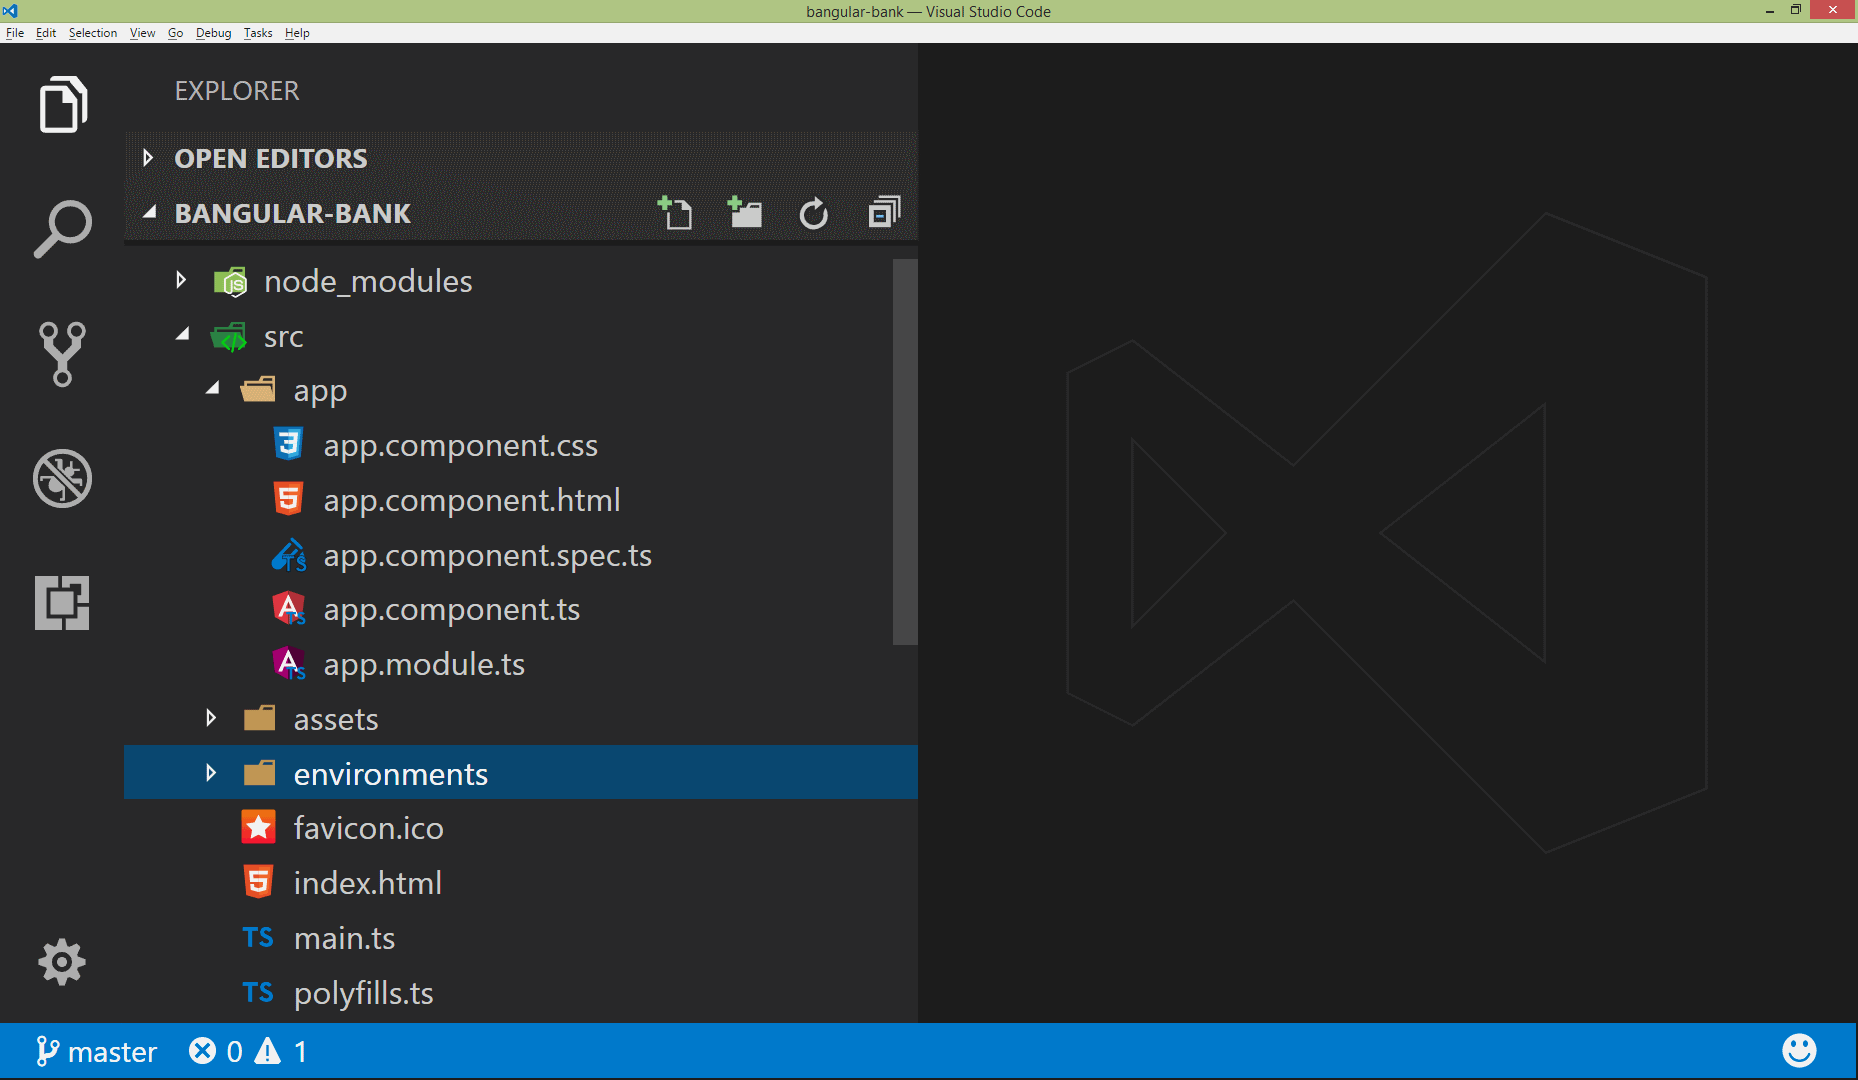 bangular-bank — Visual Studio Code
File Edit Selection View Go Debug Tasks Help
EXPLORER
OPEN EDITORS
BANGULAR-BANK
node_modules
src
app
app.component.css
app.component.html
app.component.spec.ts
app.component.ts
app.module.ts
assets
environments
favicon.ico
index.html
TS main.ts
TS polyfills.ts
master 0 1